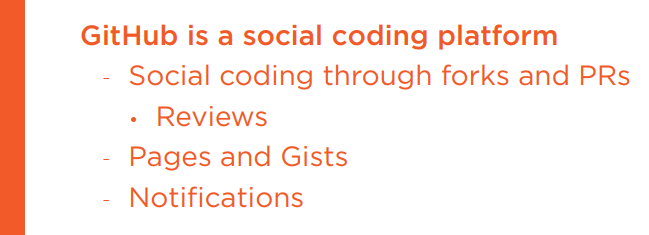 GitHub is a social coding platform
- Social coding through forks and PRs
• Reviews
- Pages and Gists
- Notifications